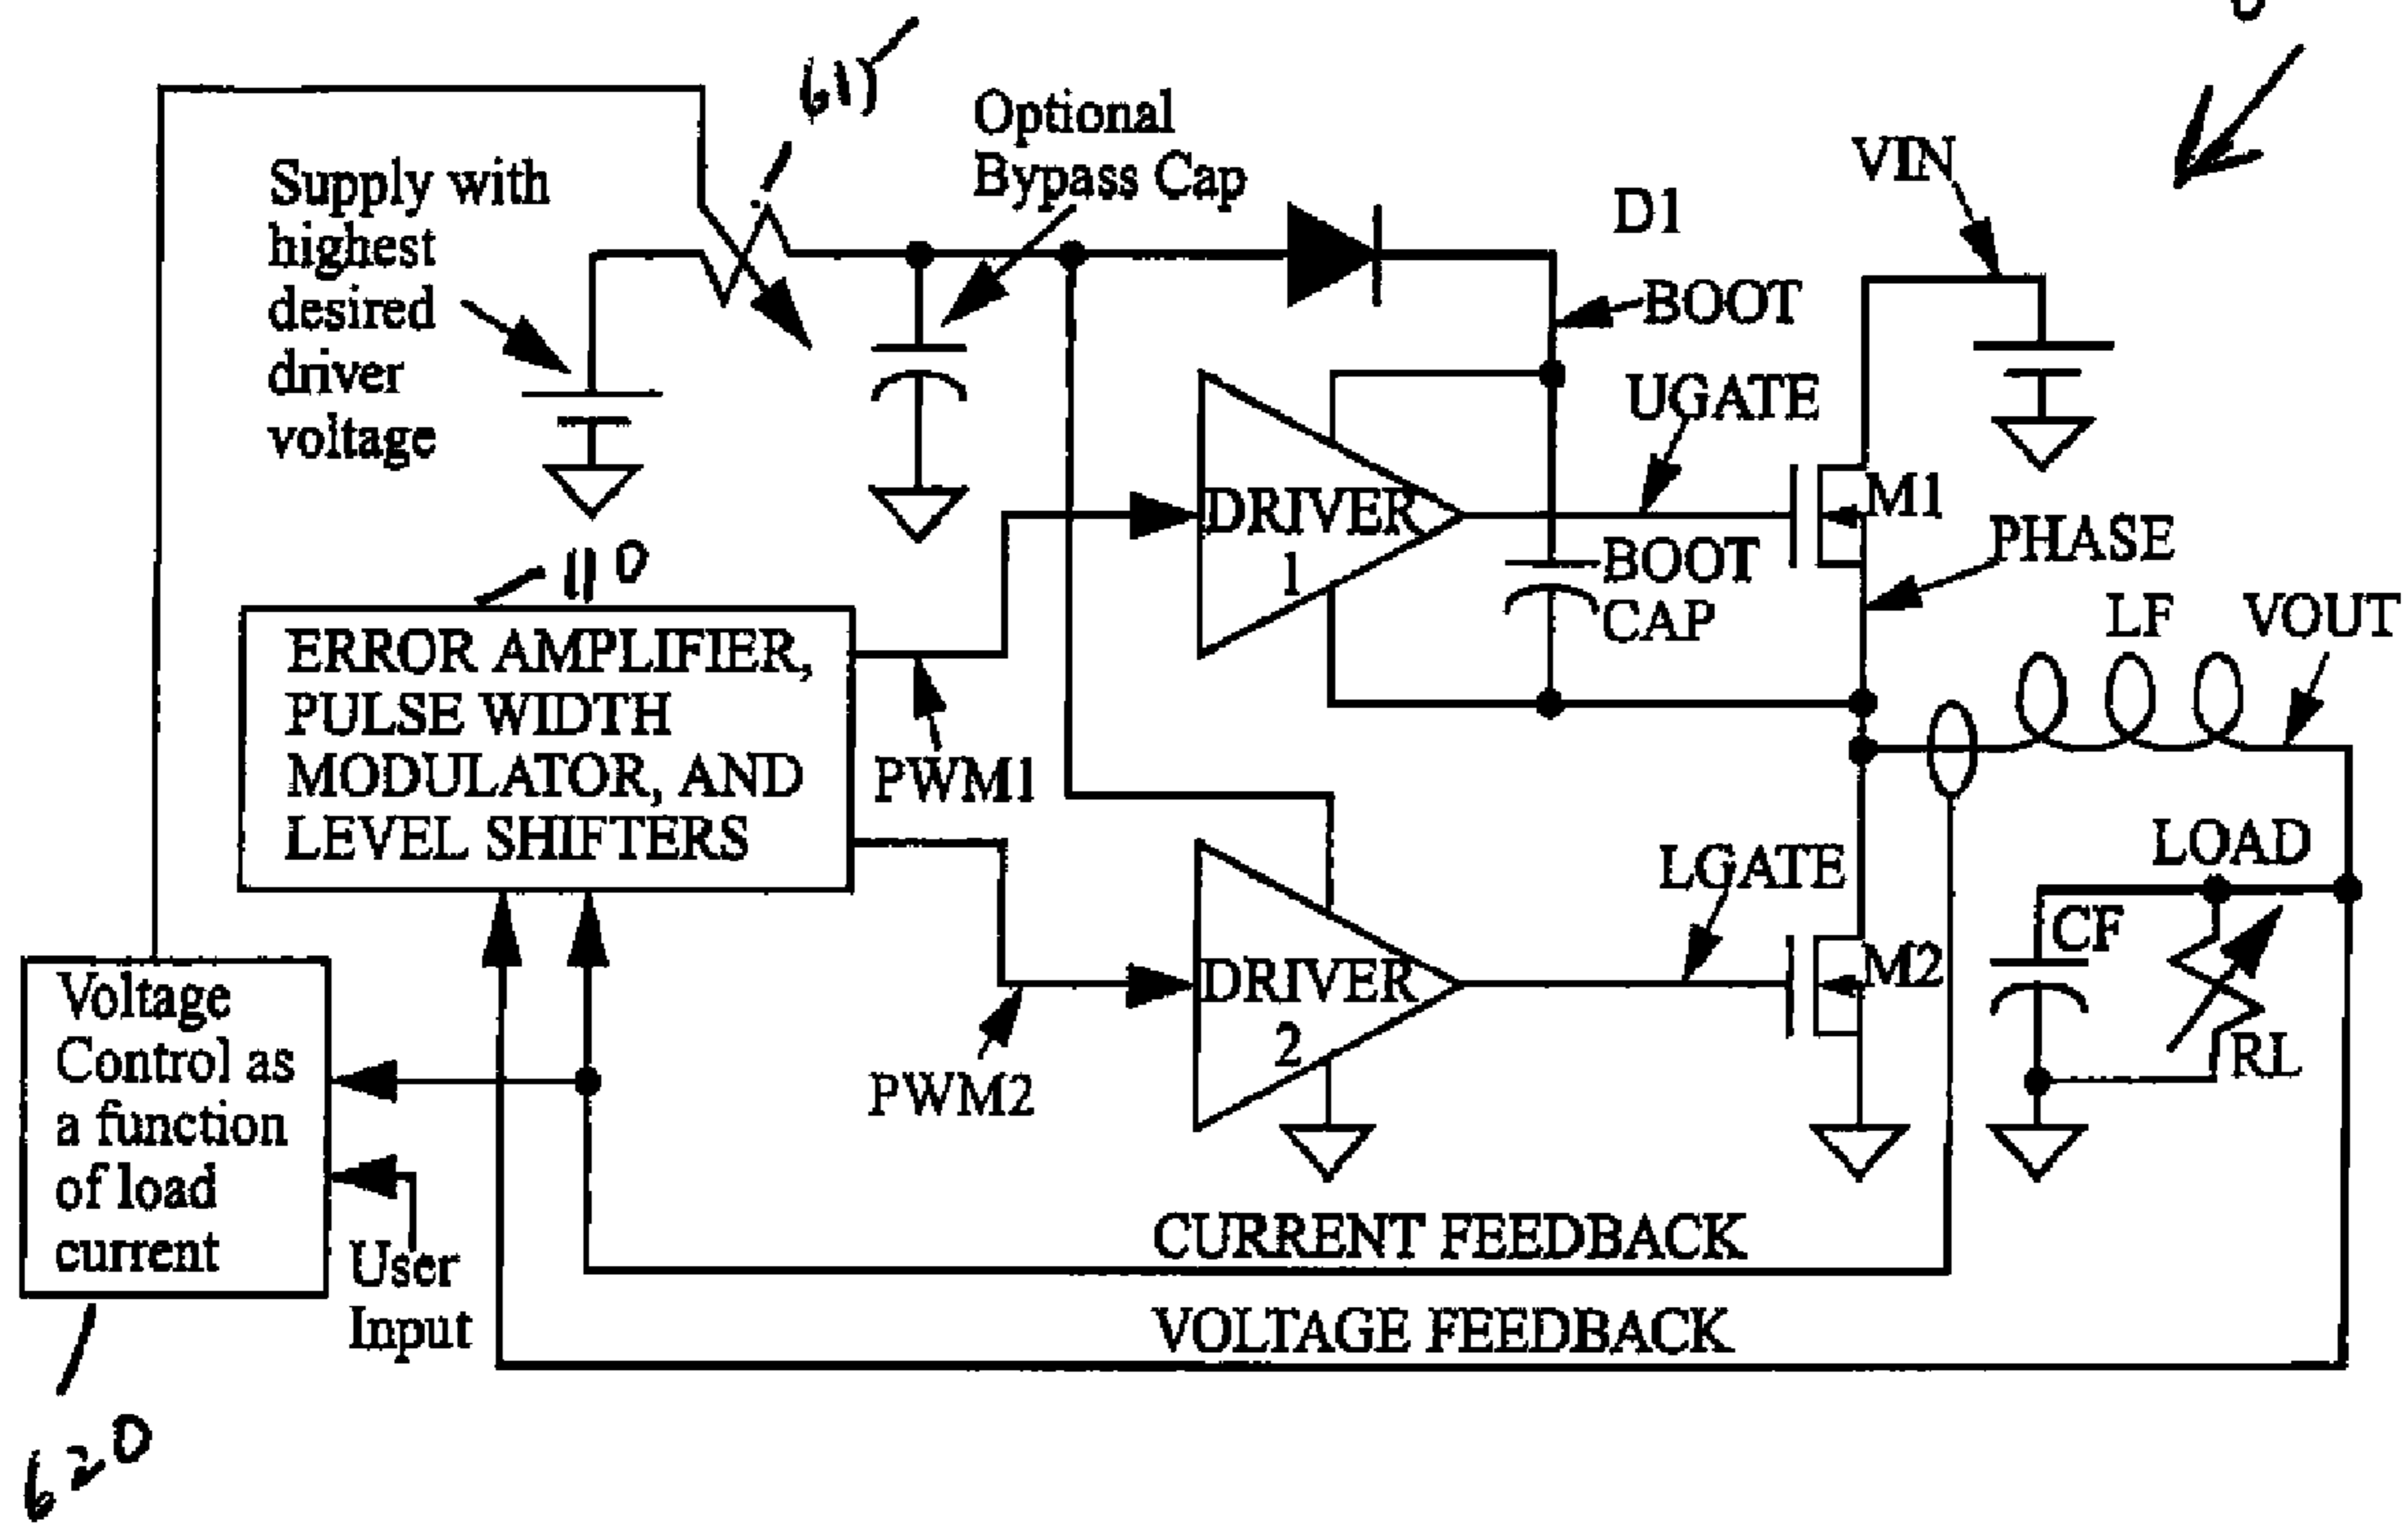 Optional
Bypass Cap
VIN
D1
Supply with
highest
desired
driver
voltage
BOOT
UGATE
DRIVER
1
M1
PHASE
BOOT
CAP
LF
VOUT
110
ERROR AMPLIFIER,
PULSE WIDTH
MODULATOR, AND
LEVEL SHIFTERS
PWM1
LOAD
LGATE
CF
DRIVER
2
M2
RL
PWM2
Voltage
Control as
a function
of load
current
User
Input
CURRENT FEEDBACK
VOLTAGE FEEDBACK
620